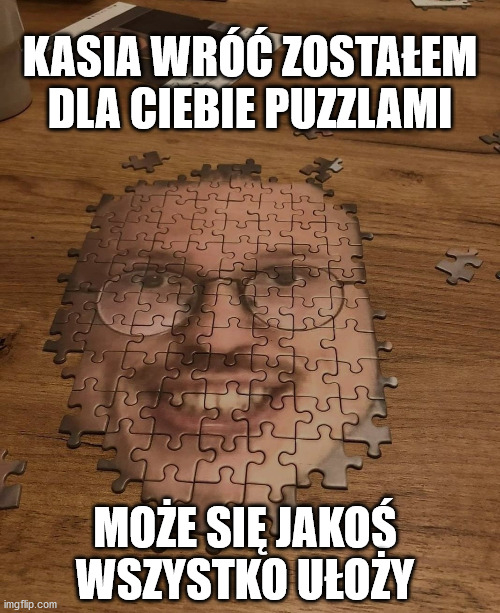 KASIA WRÓĆ ZOSTAŁEM
DLA CIEBIE PUZZLAMI
MOŻE SIĘ JAKOŚ
WSZYSTKO UŁOŻY
imgflip.com